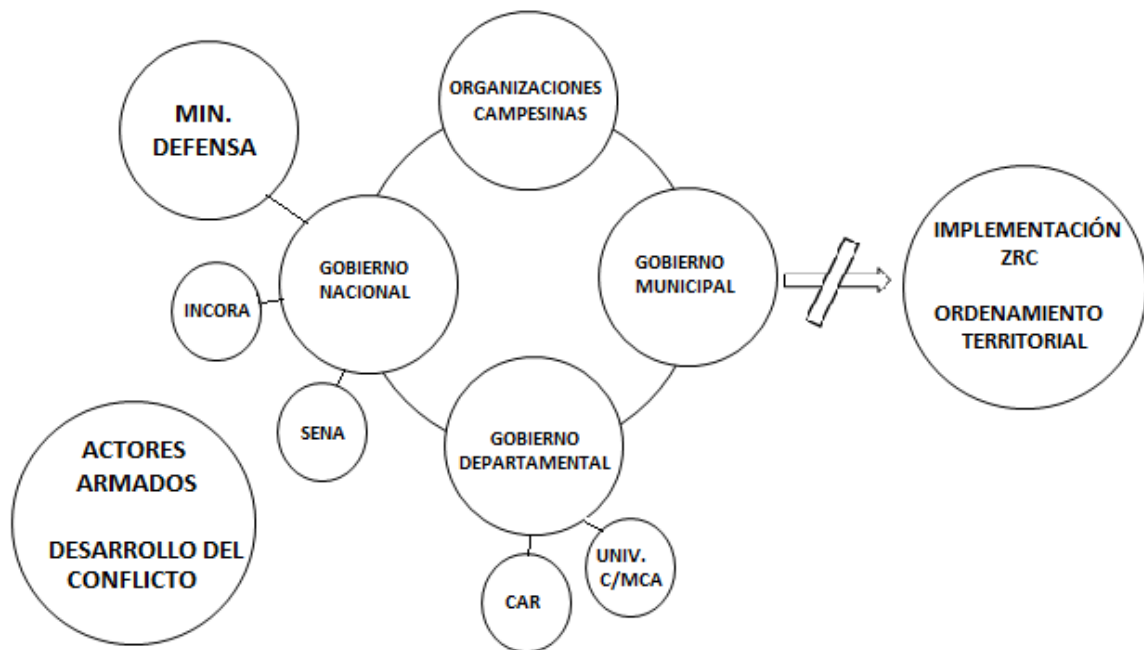 MIN.
DEFENSA
ORGANIZACIONES
CAMPESINAS
GOBIERNO
NACIONAL
GOBIERNO
MUNICIPAL
IMPLEMENTACIÓN
ZRC
ORDENAMIENTO
TERRITORIAL
INCORA
SENA
GOBIERNO
DEPARTAMENTAL
ACTORES
ARMADOS
DESARROLLO DEL
CONFLICTO
CAR
UNIV.
C/MCA